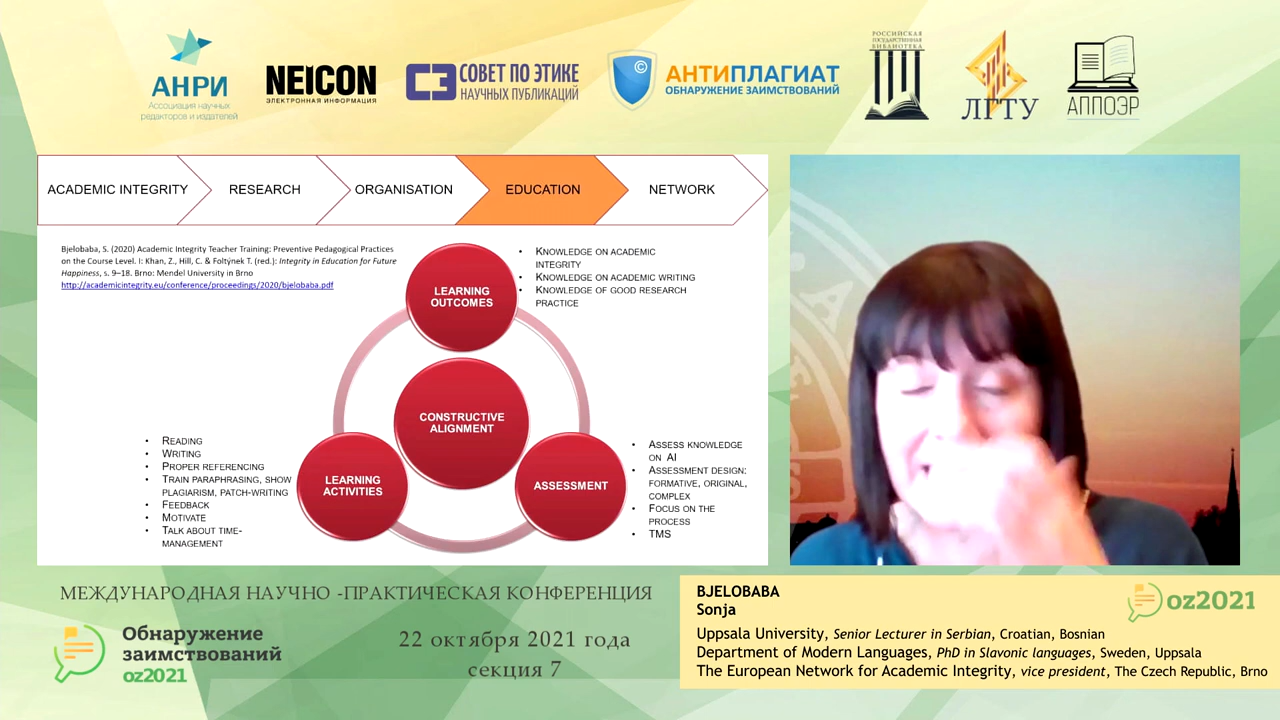 АНРИ
Ассоциация научных
редакторов и издателей
NEICON
ЭЛЕКТРОННАЯ ИНФОРМАЦИЯ
СЭ
СОВЕТ ПО ЭТИКЕ
НАУЧНЫХ ПУБЛИКАЦИЙ
©
АНТИПЛАГИАТ
ОБНАРУЖЕНИЕ ЗАИМСТВОВАНИЙ
РОССИЙСКАЯ
ГОСУДАРСТВЕННАЯ
БИБЛИОТЕКА
ЛГТУ
АППОЭР
ACADEMIC INTEGRITY
RESEARCH
ORGANISATION
EDUCATION
NETWORK
Bjelobaba, S. (2020) Academic Integrity Teacher Training: Preventive Pedagogical Practices
on the Course Level. I: Khan, Z., Hill, C. & Foltýnek T. (red.): Integrity in Education for Future
Happiness, s. 9–18. Brno: Mendel University in Brno
http://academicintegrity.eu/conference/proceedings/2020/bjelobaba.pdf
LEARNING
OUTCOMES
• KNOWLEDGE ON ACADEMIC
INTEGRITY
• KNOWLEDGE ON ACADEMIC WRITING
• KNOWLEDGE OF GOOD RESEARCH
PRACTICE
CONSTRUCTIVE
ALIGNMENT
• READING
• WRITING
• PROPER REFERENCING
• TRAIN PARAPHRASING, SHOW
PLAGIARISM, PATCH-WRITING
• FEEDBACK
• MOTIVATE
• TALK ABOUT TIME-
MANAGEMENT
LEARNING
ACTIVITIES
ASSESSMENT
• ASSESS KNOWLEDGE
ON AI
• ASSESSMENT DESIGN:
FORMATIVE, ORIGINAL,
COMPLEX
• FOCUS ON THE
PROCESS
• TMS
МЕЖДУНАРОДНАЯ НАУЧНО -ПРАКТИЧЕСКАЯ КОНФЕРЕНЦИЯ
Обнаружение
заимствований
oz2021
22 октября 2021 года
секция 7
BJELOBABA
Sonja
oz2021
Uppsala University, Senior Lecturer in Serbian, Croatian, Bosnian
Department of Modern Languages, PhD in Slavonic languages, Sweden, Uppsala
The European Network for Academic Integrity, vice president, The Czech Republic, Brno